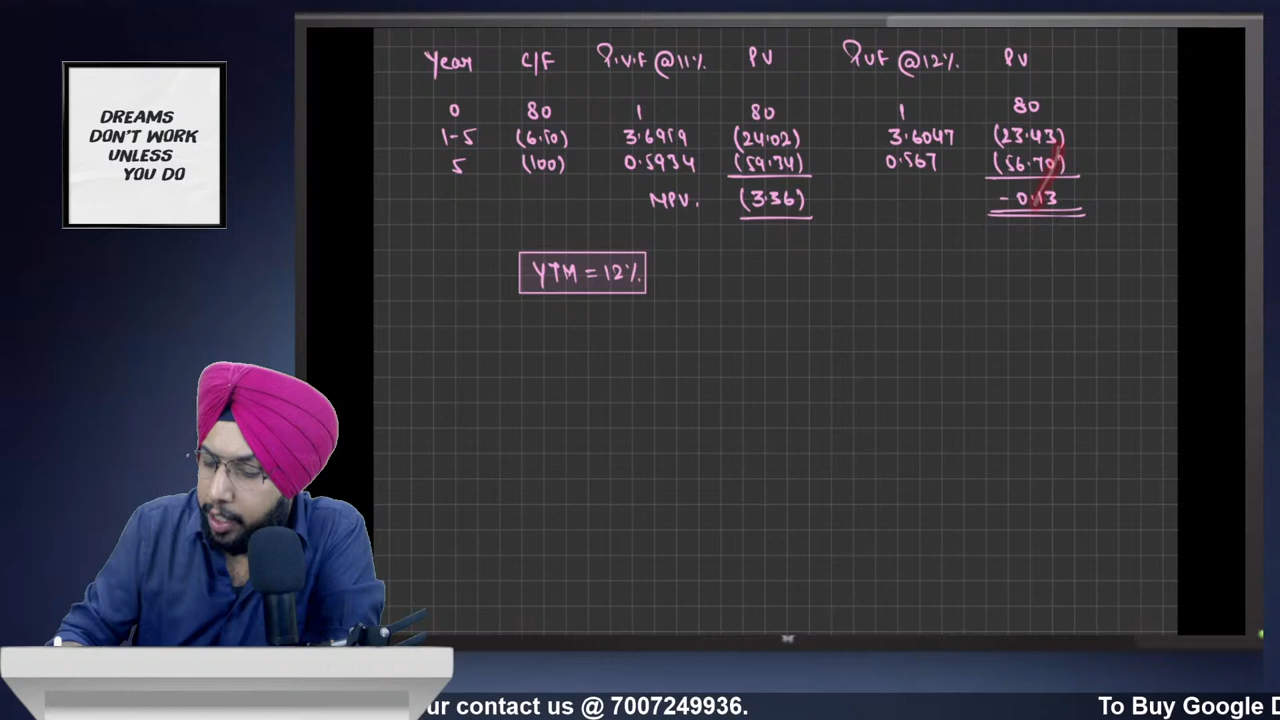 DREAMS
DON'T WORK
UNLESS
YOU DO
Year C/F P.V.F @11% PV PVF @12% PV
0 80 1 80 1 80
1-5 (6.50) 3.6959 (24.02) 3.6047 (23.43)
5 (100) 0.5934 (59.34) 0.567 (56.70)
NPV. (3.36) - 0.13
YTM = 12%
ur contact us @ 7007249936.
To Buy Google D